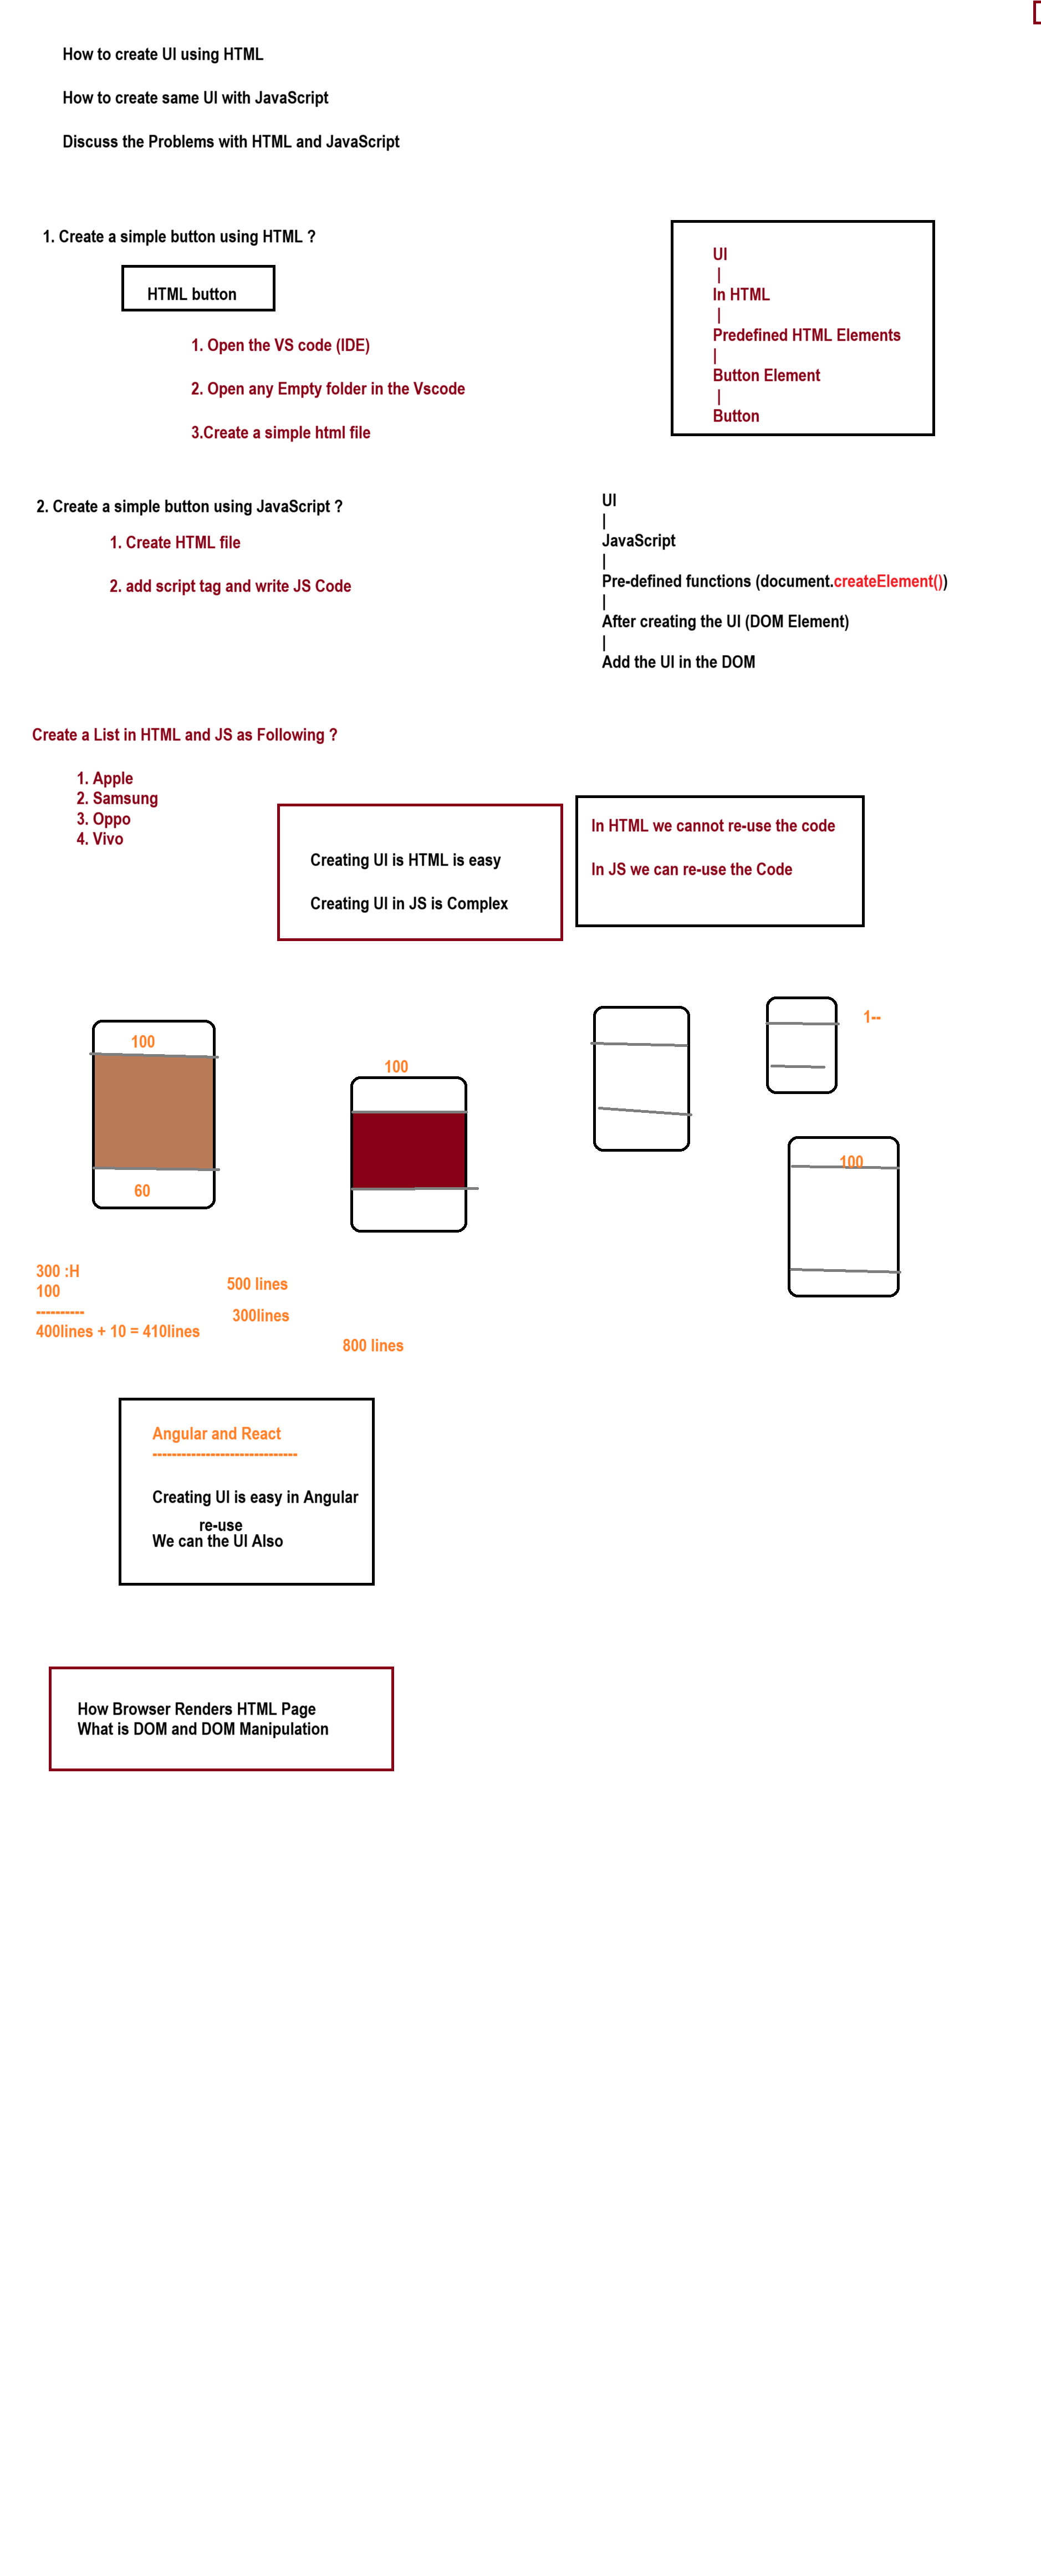 How to create UI using HTML
How to create same UI with JavaScript
Discuss the Problems with HTML and JavaScript
1. Create a simple button using HTML ?
HTML button
1. Open the VS code (IDE)
2. Open any Empty folder in the Vscode
3.Create a simple html file
UI
|
In HTML
|
Predefined HTML Elements
|
Button Element
|
Button
2. Create a simple button using JavaScript ?
1. Create HTML file
2. add script tag and write JS Code
UI
|
JavaScript
|
Pre-defined functions (document.createElement())
|
After creating the UI (DOM Element)
|
Add the UI in the DOM
Create a List in HTML and JS as Following ?
1. Apple
2. Samsung
3. Oppo
4. Vivo
Creating UI is HTML is easy
Creating UI in JS is Complex
In HTML we cannot re-use the code
In JS we can re-use the Code
100
60
100
1--
100
300 :H
100
----------
400lines + 10 = 410lines
500 lines
300lines
800 lines
Angular and React
------------------------------
Creating UI is easy in Angular
re-use
We can the UI Also
How Browser Renders HTML Page
What is DOM and DOM Manipulation